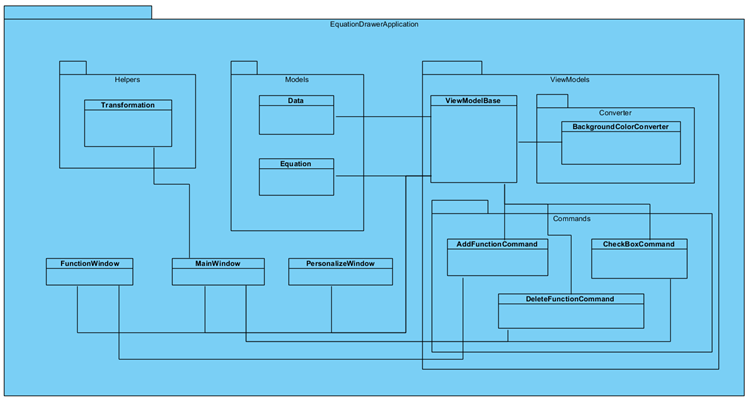 EquationDrawerApplication
Helpers
Models
ViewModels
Transformation
Data
ViewModelBase
Converter
BackgroundColorConverter
Equation
Commands
AddFunctionCommand
CheckBoxCommand
FunctionWindow
MainWindow
PersonalizeWindow
DeleteFunctionCommand